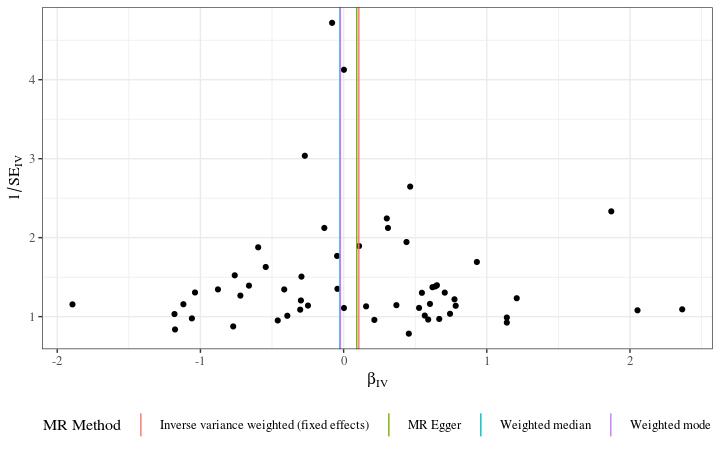 4
3
2
1
1/SE_IV
-2
-1
0
1
2
β_IV
MR Method
Inverse variance weighted (fixed effects)
MR Egger
Weighted median
Weighted mode